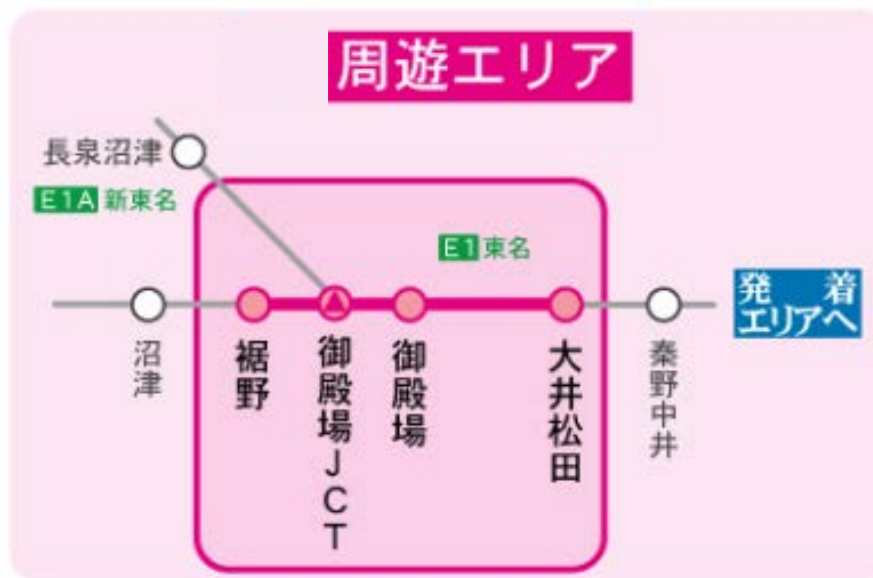 周遊エリア
長泉沼津
E1A 新東名
E1 東名
発着
エリアへ
沼津
裾野
御殿場JCT
御殿場
大井松田
秦野中井